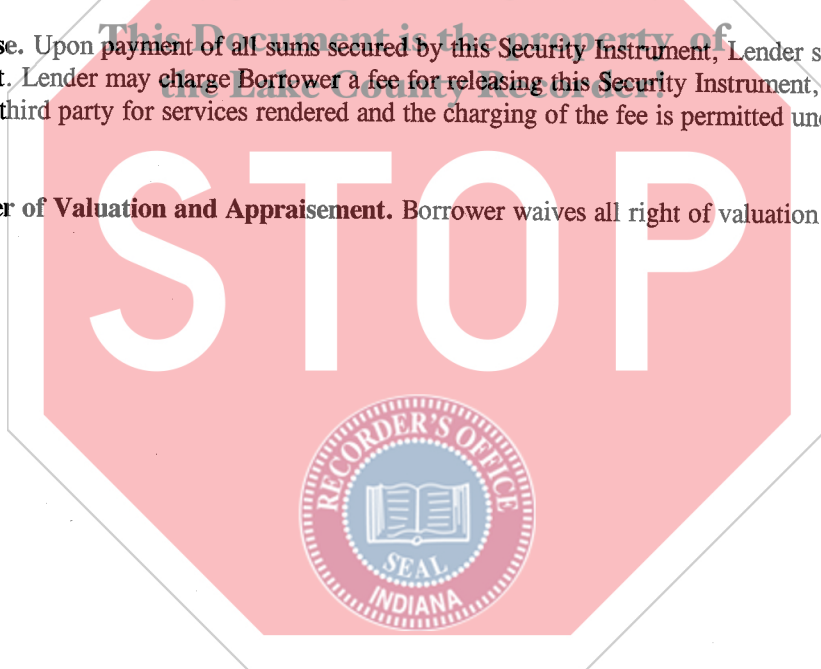 This Document is the property of
se. Upon payment of all sums secured by this Security Instrument, Lender s
the Lake County Recorder!
t. Lender may charge Borrower a fee for releasing this Security Instrument,
third party for services rendered and the charging of the fee is permitted un
STOP
er of Valuation and Appraisement. Borrower waives all right of valuation
RECORDER'S OFFICE
SEAL
INDIANA